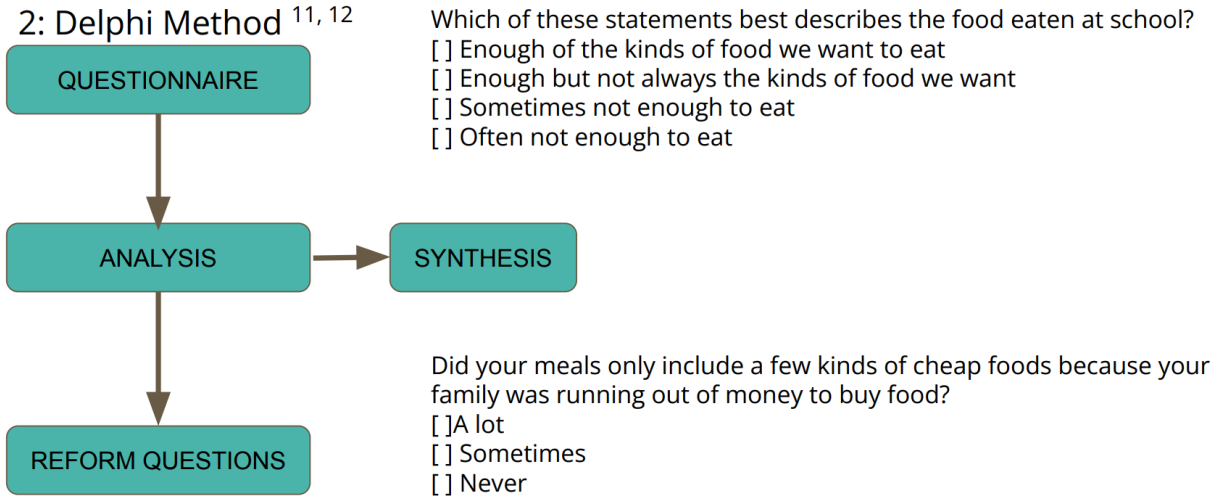 2: Delphi Method 11, 12
QUESTIONNAIRE
Which of these statements best describes the food eaten at school?
[ ] Enough of the kinds of food we want to eat
[ ] Enough but not always the kinds of food we want
[ ] Sometimes not enough to eat
[ ] Often not enough to eat
ANALYSIS
SYNTHESIS
Did your meals only include a few kinds of cheap foods because your
family was running out of money to buy food?
[ ]A lot
[ ] Sometimes
[ ] Never
REFORM QUESTIONS